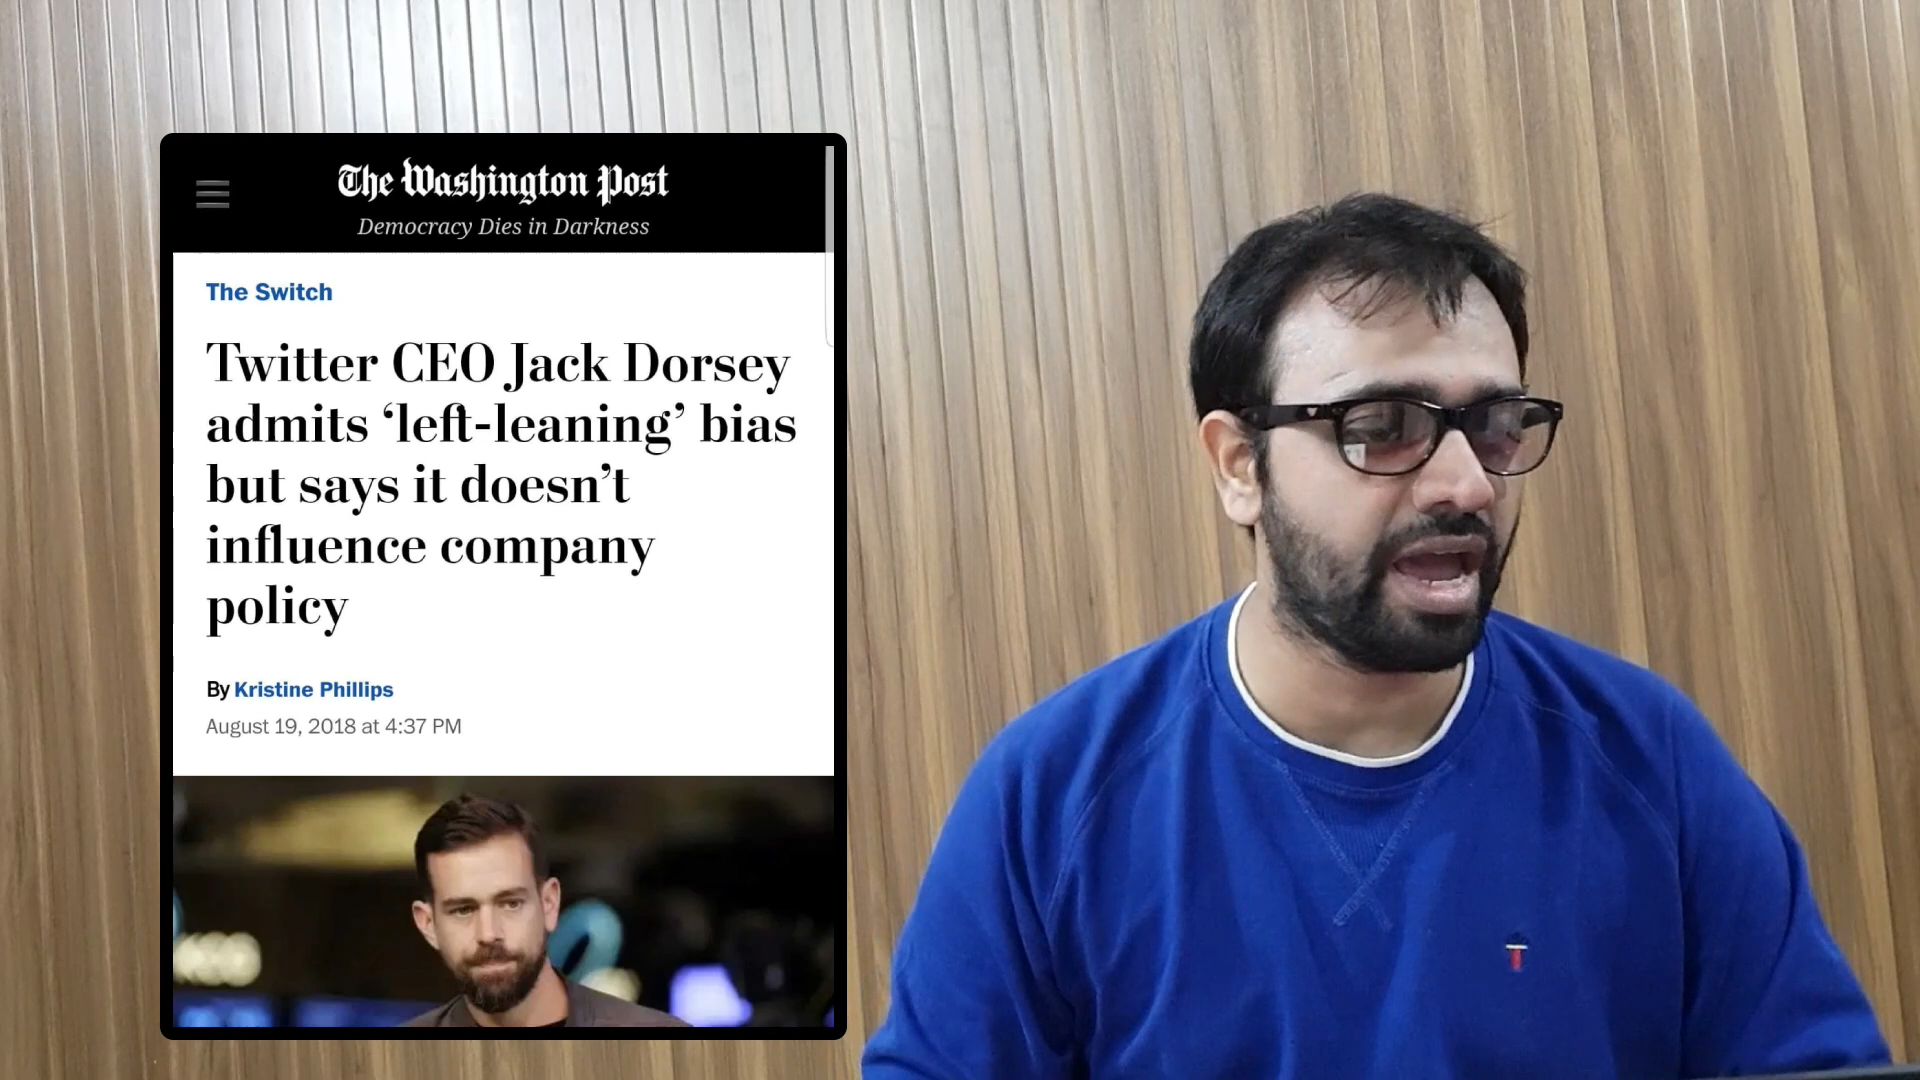 The Washington Post
Democracy Dies in Darkness
The Switch
Twitter CEO Jack Dorsey
admits ‘left-leaning’ bias
but says it doesn’t
influence company
policy
By Kristine Phillips
August 19, 2018 at 4:37 PM